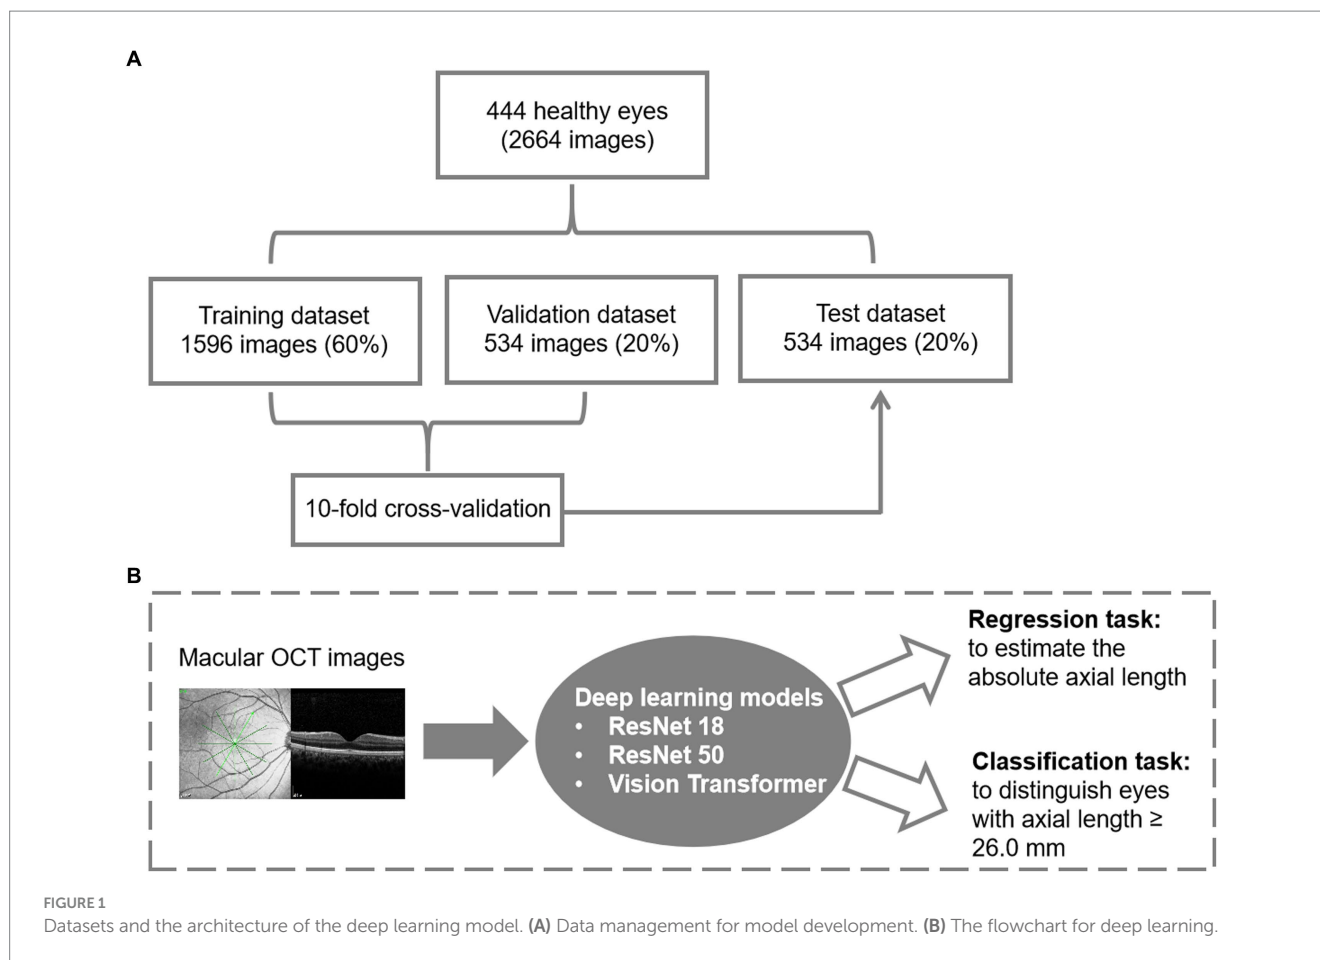 A
444 healthy eyes
(2664 images)
Training dataset
1596 images (60%)
Validation dataset
534 images (20%)
Test dataset
534 images (20%)
10-fold cross-validation
B
Macular OCT images
Deep learning models
• ResNet 18
• ResNet 50
• Vision Transformer
Regression task:
to estimate the
absolute axial length
Classification task:
to distinguish eyes
with axial length ≥
26.0 mm
FIGURE 1
Datasets and the architecture of the deep learning model. (A) Data management for model development. (B) The flowchart for deep learning.